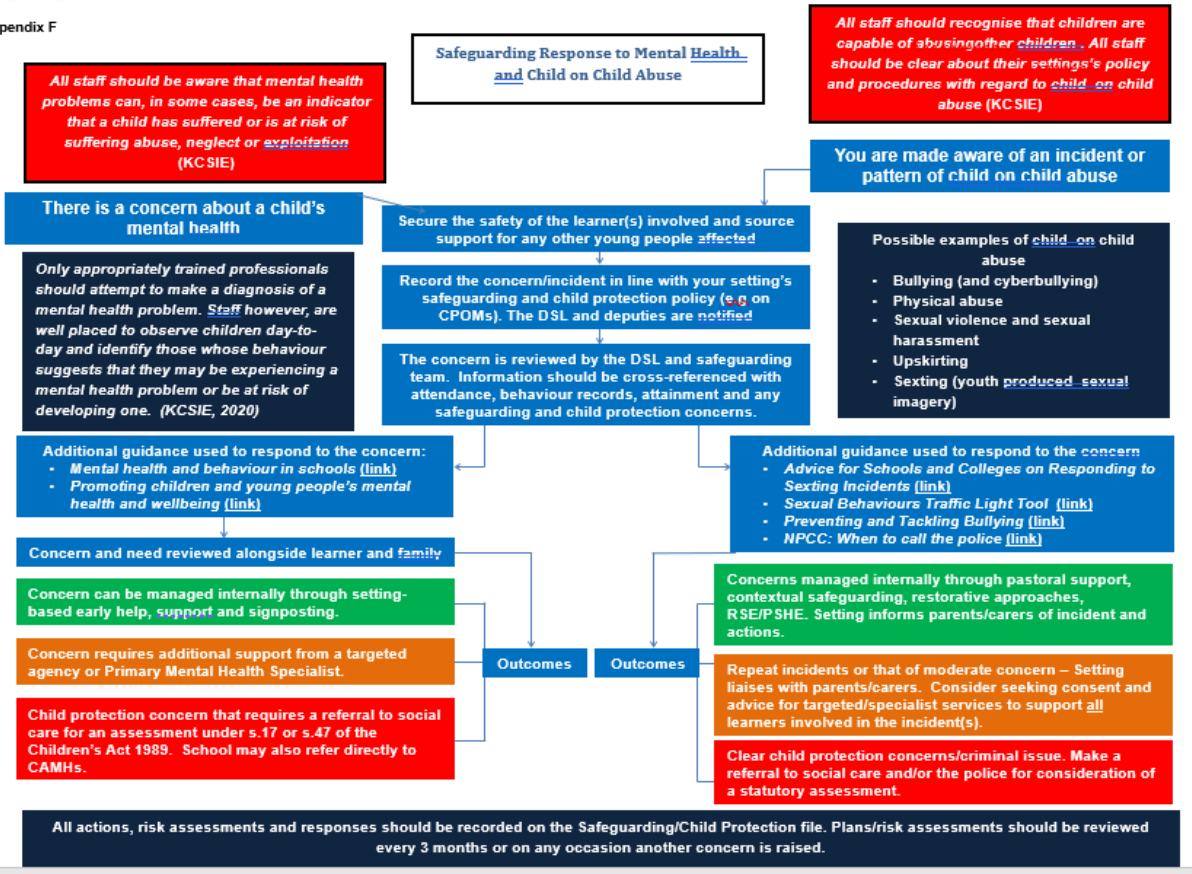 pendix F
Safeguarding Response to Mental Health
and Child on Child Abuse
All staff should be aware that mental health
problems can, in some cases, be an indicator
that a child has suffered or is at risk of
suffering abuse, neglect or exploitation
(KCSIE)
All staff should recognise that children are
capable of abusingother children . All staff
should be clear about their settings's policy
and procedures with regard to child on child
abuse (KCSIE)
There is a concern about a child's
mental health
You are made aware of an incident or
pattern of child on child abuse
Secure the safety of the learner(s) involved and source
support for any other young people affected
Record the concern/incident in line with your setting's
safeguarding and child protection policy (e.g on
CPOMs). The DSL and deputies are notified
The concern is reviewed by the DSL and safeguarding
team. Information should be cross-referenced with
attendance, behaviour records, attainment and any
safeguarding and child protection concerns.
Only appropriately trained professionals
should attempt to make a diagnosis of a
mental health problem. Staff however, are
well placed to observe children day-to-
day and identify those whose behaviour
suggests that they may be experiencing a
mental health problem or be at risk of
developing one. (KCSIE, 2020)
Possible examples of child on child
abuse
- Bullying (and cyberbullying)
- Physical abuse
- Sexual violence and sexual
harassment
- Upskirting
- Sexting (youth produced sexual
imagery)
Additional guidance used to respond to the concern:
- Mental health and behaviour in schools (link)
- Promoting children and young people's mental
health and wellbeing (link)
Additional guidance used to respond to the concern
- Advice for Schools and Colleges on Responding to
Sexting Incidents (link)
- Sexual Behaviours Traffic Light Tool (link)
- Preventing and Tackling Bullying (link)
- NPCC: When to call the police (link)
Concern and need reviewed alongside learner and family
Concern can be managed internally through setting-
based early help, support and signposting.
Concern requires additional support from a targeted
agency or Primary Mental Health Specialist.
Child protection concern that requires a referral to social
care for an assessment under s.17 or s.47 of the
Children's Act 1989. School may also refer directly to
CAMHs.
Outcomes
Outcomes
Concerns managed internally through pastoral support,
contextual safeguarding, restorative approaches,
RSE/PSHE. Setting informs parents/carers of incident and
actions.
Repeat incidents or that of moderate concern – Setting
liaises with parents/carers. Consider seeking consent and
advice for targeted/specialist services to support all
learners involved in the incident(s).
Clear child protection concerns/criminal issue. Make a
referral to social care and/or the police for consideration of
a statutory assessment.
All actions, risk assessments and responses should be recorded on the Safeguarding/Child Protection file. Plans/risk assessments should be reviewed
every 3 months or on any occasion another concern is raised.